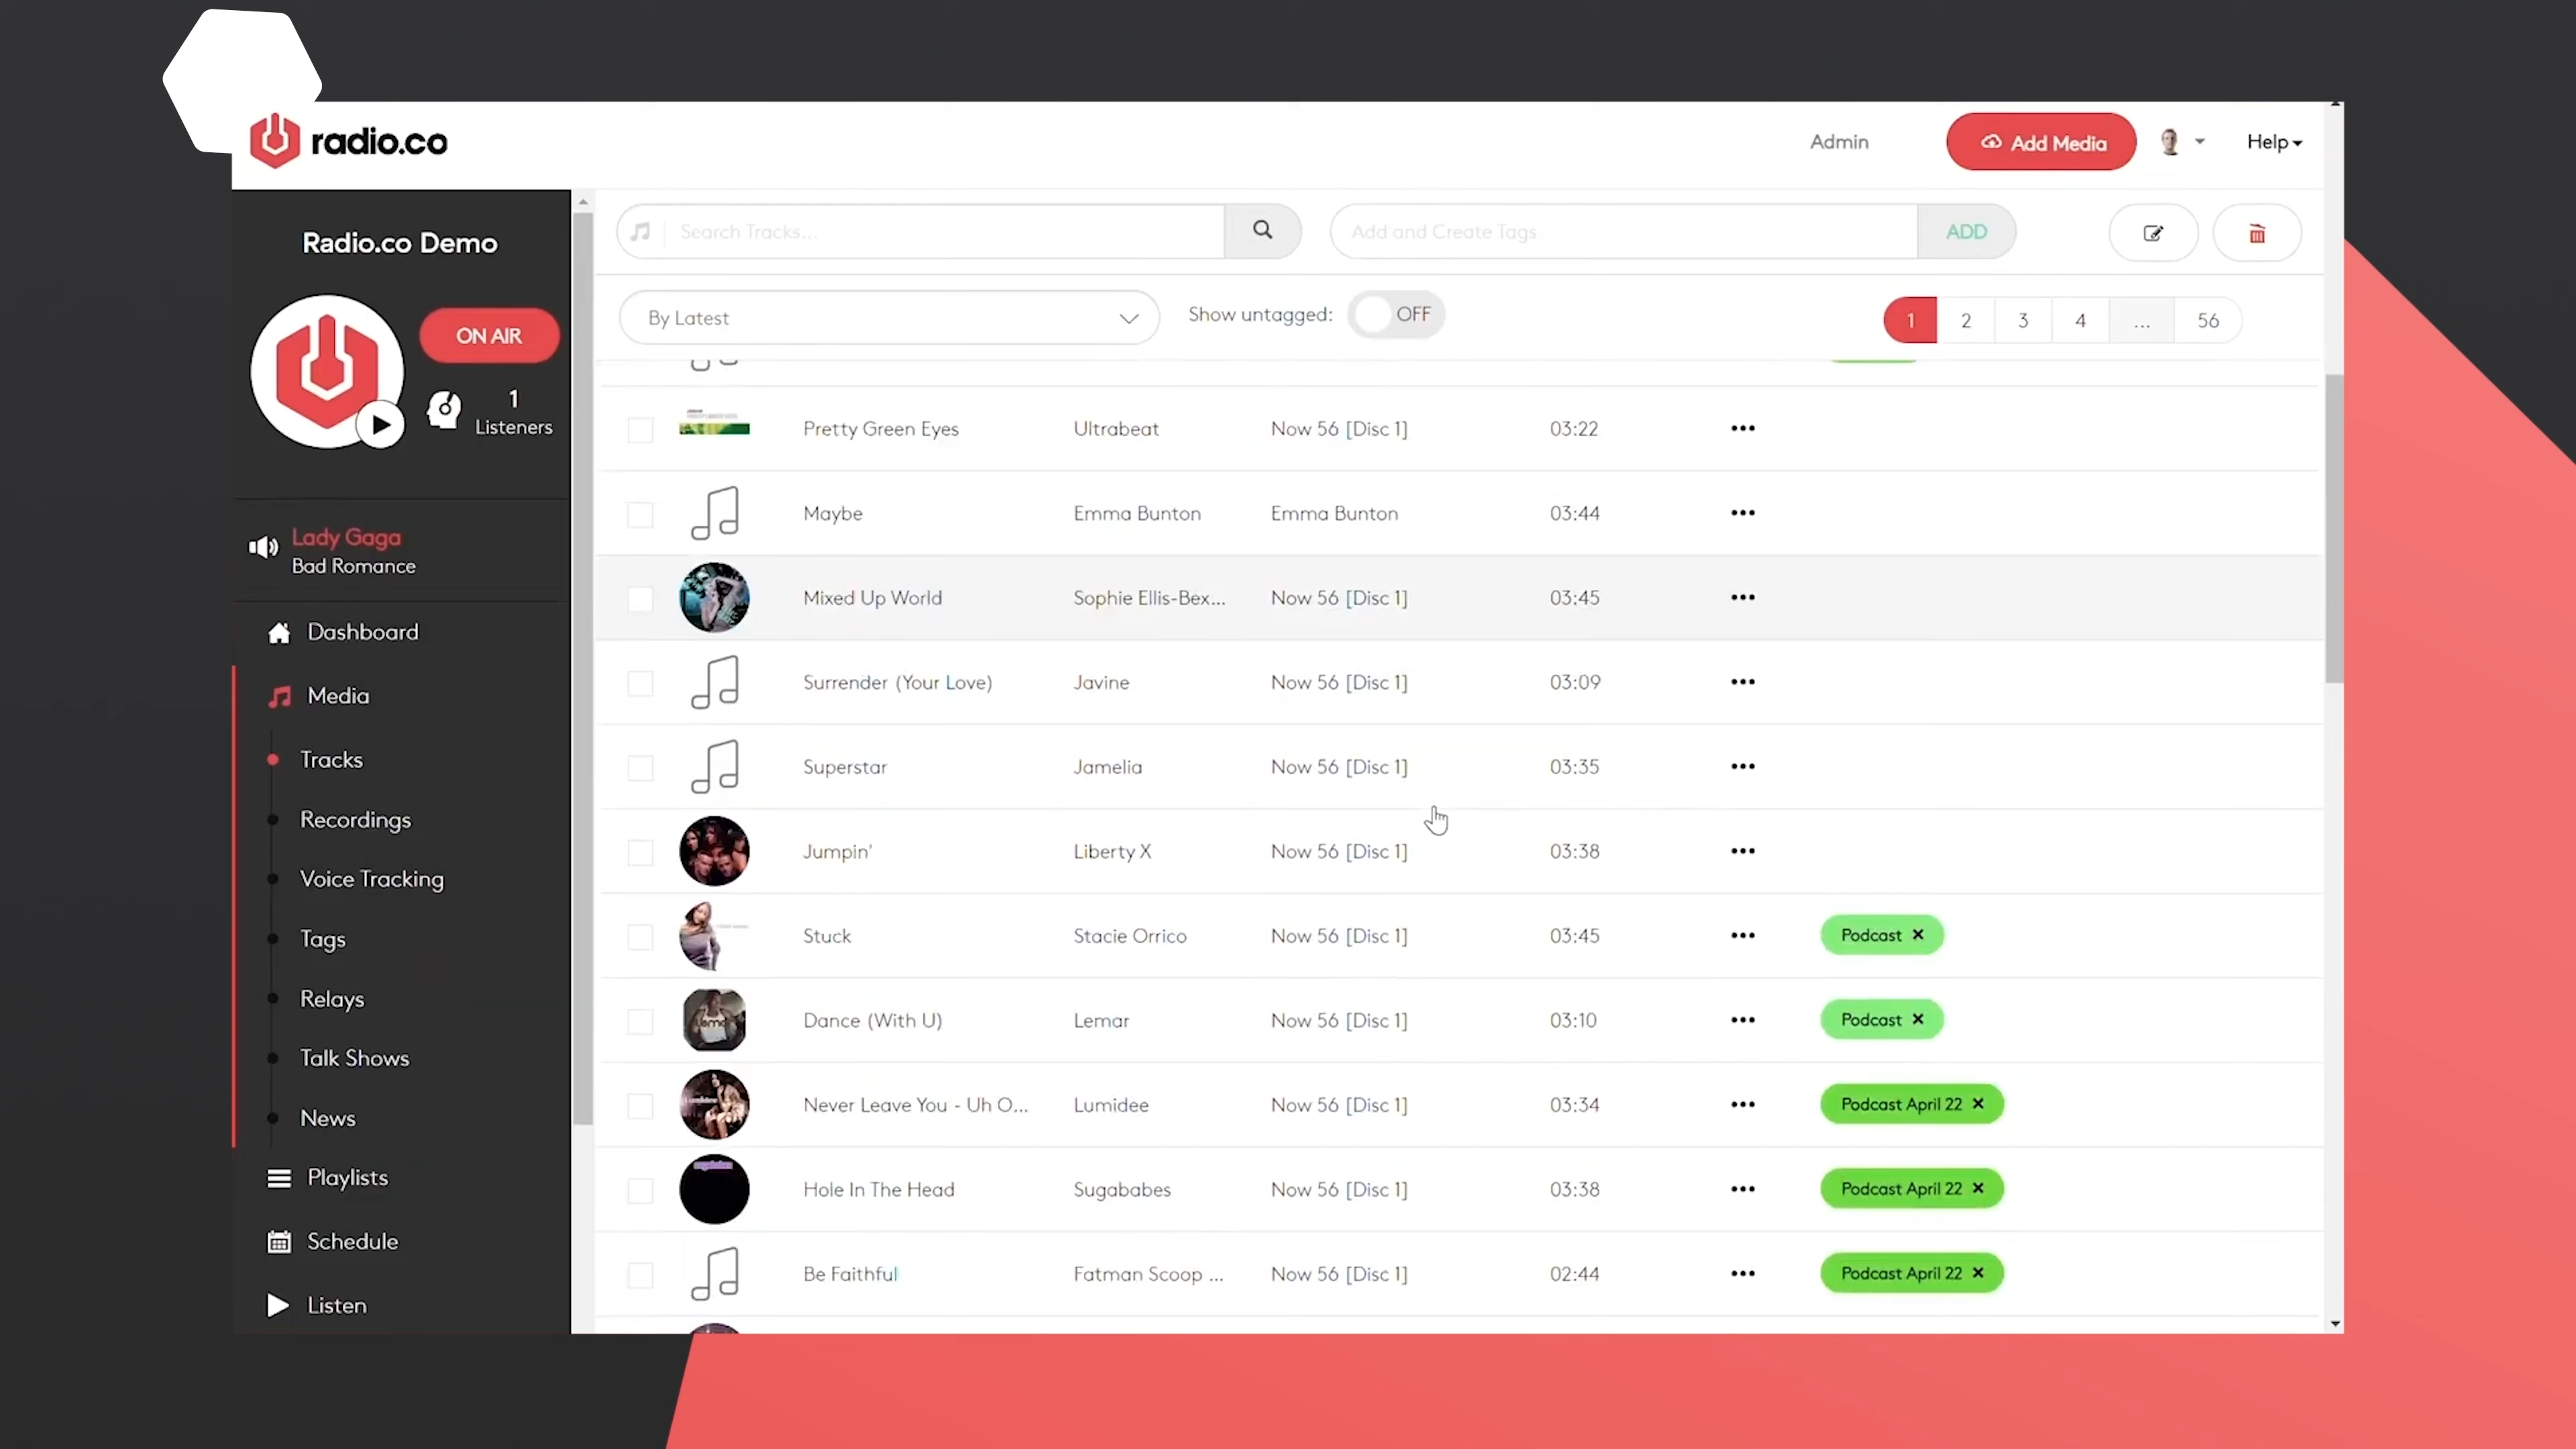 radio.co
Admin
Add Media
Help
Radio.co Demo
ON AIR
1
Listeners
Lady Gaga
Bad Romance
Dashboard
Media
Tracks
Recordings
Voice Tracking
Tags
Relays
Talk Shows
News
Playlists
Schedule
Listen
Search Tracks...
Add and Create Tags
ADD
By Latest
Show untagged:
OFF
1 2 3 4 ... 56
Pretty Green Eyes Ultrabeat Now 56 [Disc 1] 03:22
Maybe Emma Bunton Emma Bunton 03:44
Mixed Up World Sophie Ellis-Bex... Now 56 [Disc 1] 03:45
Surrender (Your Love) Javine Now 56 [Disc 1] 03:09
Superstar Jamelia Now 56 [Disc 1] 03:35
Jumpin' Liberty X Now 56 [Disc 1] 03:38
Stuck Stacie Orrico Now 56 [Disc 1] 03:45 Podcast
Dance (With U) Lemar Now 56 [Disc 1] 03:10 Podcast
Never Leave You - Uh O... Lumidee Now 56 [Disc 1] 03:34 Podcast April 22
Hole In The Head Sugababes Now 56 [Disc 1] 03:38 Podcast April 22
Be Faithful Fatman Scoop ... Now 56 [Disc 1] 02:44 Podcast April 22